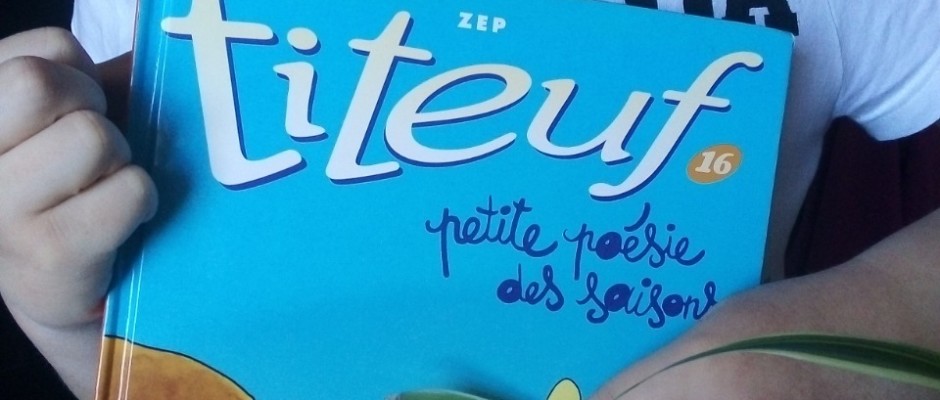 ZEP
titeuf
16
petite poésie
des saisons